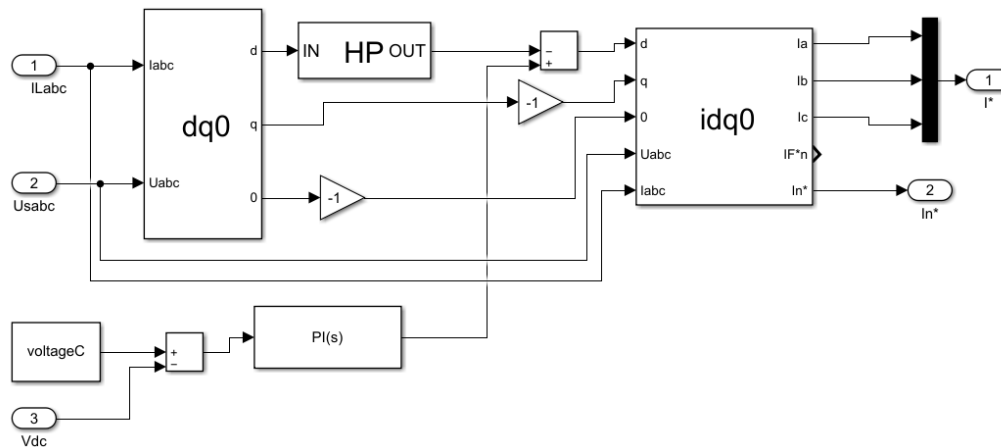 1
ILabc
2
Usabc
Iabc
Uabc
dq0
d
q
0
IN
HP
OUT
−
+
-1
-1
d
q
0
Uabc
Iabc
idq0
Ia
Ib
Ic
IF*n
In*
1
I*
2
In*
voltageC
+
−
PI(s)
3
Vdc